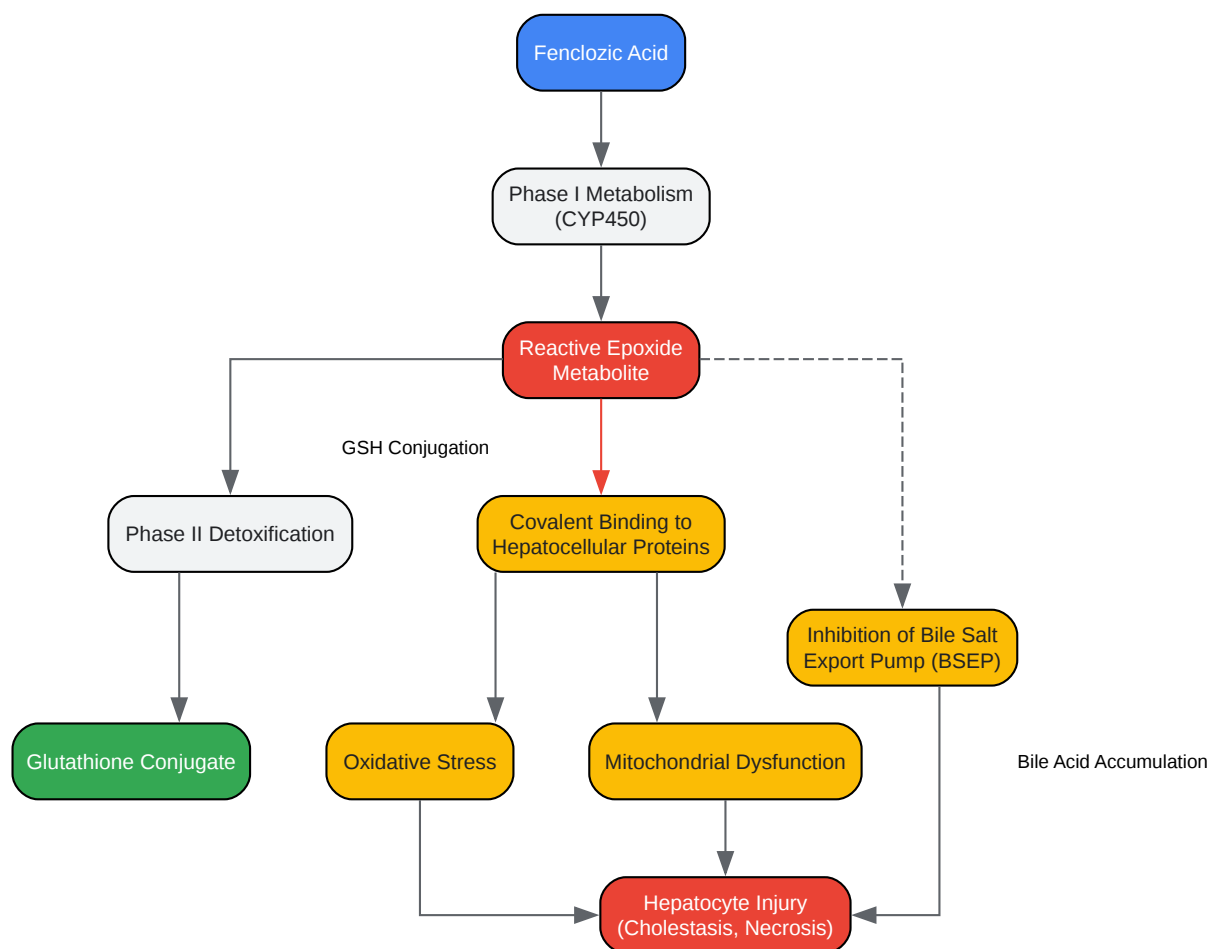 Fenclozic Acid
Phase I Metabolism
(CYP450)
Reactive Epoxide
Metabolite
GSH Conjugation
Phase II Detoxification
Covalent Binding to
Hepatocellular Proteins
Inhibition of Bile Salt
Export Pump (BSEP)
Glutathione Conjugate
Oxidative Stress
Mitochondrial Dysfunction
Bile Acid Accumulation
Hepatocyte Injury
(Cholestasis, Necrosis)